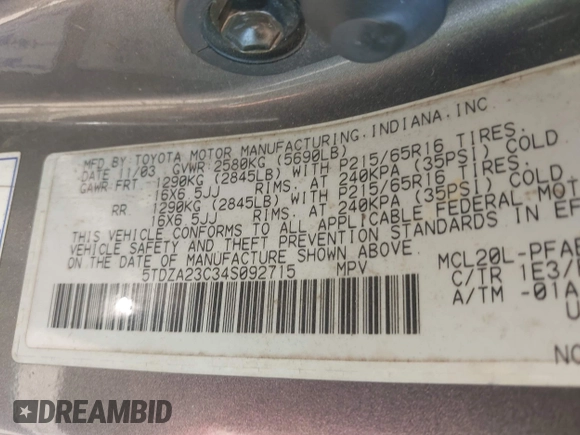 MFD BY TOYOTA MOTOR MANUFACTURING, INDIANA, INC
DATE 11/03 GVWR 2580KG (5690LB)
GAWR FRT 1290KG (2845LB) WITH P215/65R16 TIRES.
16X6.5JJ RIMS, AT 240KPA (35PSI) COLD
RR 1290KG (2845LB) WITH P215/65R16 TIRES.
16X6.5JJ RIMS, AT 240KPA (35PSI) COLD.
THIS VEHICLE CONFORMS TO ALL APPLICABLE FEDERAL MOT
VEHICLE SAFETY AND THEFT PREVENTION STANDARDS IN EF
ON THE DATE OF MANUFACTURE SHOWN ABOVE.
5TDZA23C34S092715 MPV
MCL20L-PFA
C/TR 1E3/
A/TM -01A
U
NO
DREAMBID